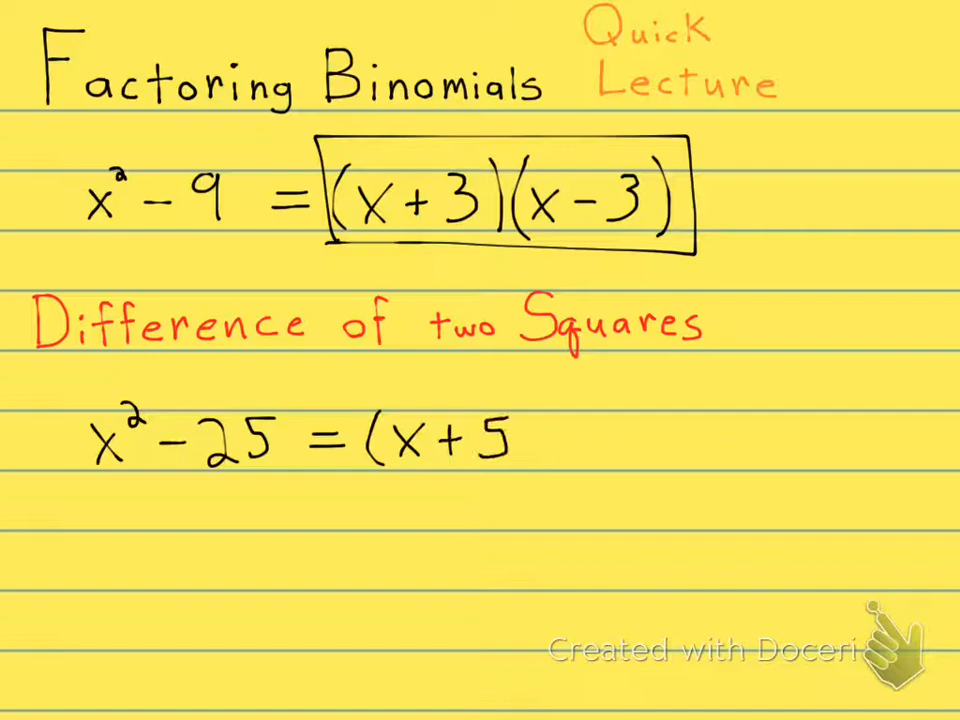 Factoring Binomials
Quick
Lecture
x² - 9 = (x + 3)(x - 3)
Difference of two Squares
x² - 25 = (x + 5
Created with Doceri